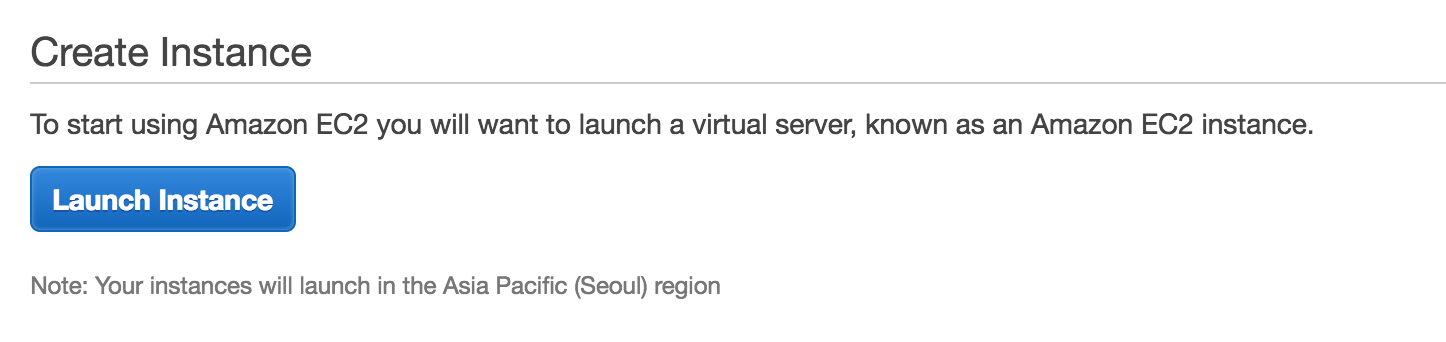 Create Instance
To start using Amazon EC2 you will want to launch a virtual server, known as an Amazon EC2 instance.
Launch Instance
Note: Your instances will launch in the Asia Pacific (Seoul) region